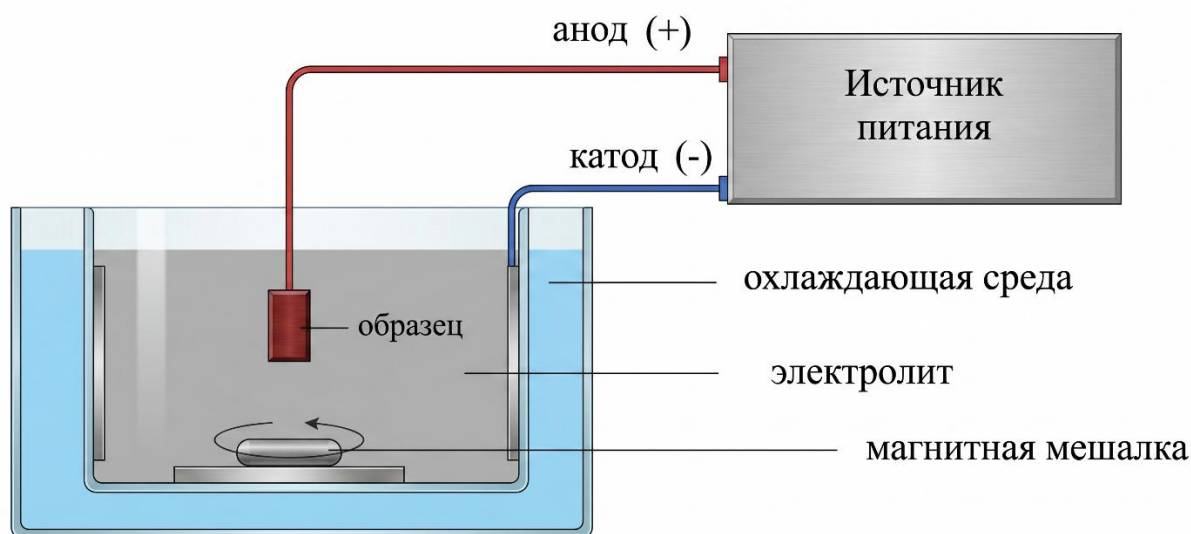 анод (+)
Источник
питания
катод (-)
охлаждающая среда
образец
электролит
магнитная мешалка